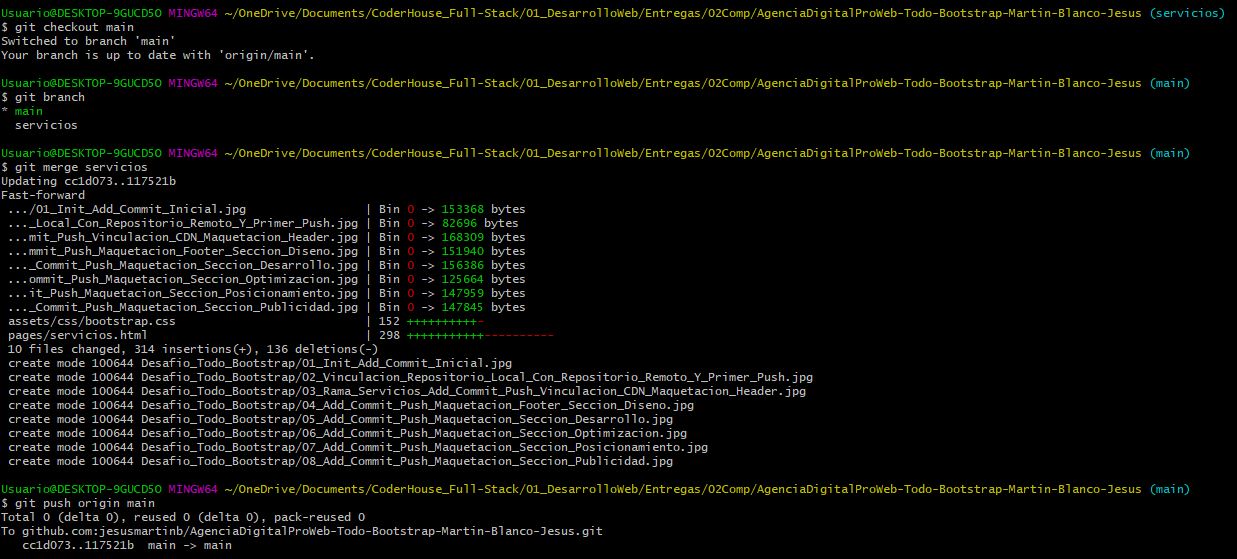 Usuario@DESKTOP-9GUCD5O MINGW64 ~/OneDrive/Documents/CoderHouse_Full-Stack/01_DesarrolloWeb/Entregas/02Comp/AgenciaDigitalProWeb-Todo-Bootstrap-Martin-Blanco-Jesus (servicios)
$ git checkout main
Switched to branch 'main'
Your branch is up to date with 'origin/main'.
Usuario@DESKTOP-9GUCD5O MINGW64 ~/OneDrive/Documents/CoderHouse_Full-Stack/01_DesarrolloWeb/Entregas/02Comp/AgenciaDigitalProWeb-Todo-Bootstrap-Martin-Blanco-Jesus (main)
$ git branch
* main
  servicios
Usuario@DESKTOP-9GUCD5O MINGW64 ~/OneDrive/Documents/CoderHouse_Full-Stack/01_DesarrolloWeb/Entregas/02Comp/AgenciaDigitalProWeb-Todo-Bootstrap-Martin-Blanco-Jesus (main)
$ git merge servicios
Updating cc1d073..117521b
Fast-forward
 .../01_Init_Add_Commit_Inicial.jpg                 | Bin 0 -> 153368 bytes
 ..._Local_Con_Repositorio_Remoto_Y_Primer_Push.jpg | Bin 0 -> 82696 bytes
 ...mit_Push_Vinculacion_CDN_Maquetacion_Header.jpg | Bin 0 -> 168309 bytes
 ...mmit_Push_Maquetacion_Footer_Seccion_Diseno.jpg | Bin 0 -> 151940 bytes
 ..._Commit_Push_Maquetacion_Seccion_Desarrollo.jpg | Bin 0 -> 156386 bytes
 ...ommit_Push_Maquetacion_Seccion_Optimizacion.jpg | Bin 0 -> 125664 bytes
 ...it_Push_Maquetacion_Seccion_Posicionamiento.jpg | Bin 0 -> 147959 bytes
 ..._Commit_Push_Maquetacion_Seccion_Publicidad.jpg | Bin 0 -> 147845 bytes
 assets/css/bootstrap.css                           | 152 ++++++++++-
 pages/servicios.html                               | 298 +++++++++++----------
 10 files changed, 314 insertions(+), 136 deletions(-)
 create mode 100644 Desafio_Todo_Bootstrap/01_Init_Add_Commit_Inicial.jpg
 create mode 100644 Desafio_Todo_Bootstrap/02_Vinculacion_Repositorio_Local_Con_Repositorio_Remoto_Y_Primer_Push.jpg
 create mode 100644 Desafio_Todo_Bootstrap/03_Rama_Servicios_Add_Commit_Push_Vinculacion_CDN_Maquetacion_Header.jpg
 create mode 100644 Desafio_Todo_Bootstrap/04_Add_Commit_Push_Maquetacion_Footer_Seccion_Diseno.jpg
 create mode 100644 Desafio_Todo_Bootstrap/05_Add_Commit_Push_Maquetacion_Seccion_Desarrollo.jpg
 create mode 100644 Desafio_Todo_Bootstrap/06_Add_Commit_Push_Maquetacion_Seccion_Optimizacion.jpg
 create mode 100644 Desafio_Todo_Bootstrap/07_Add_Commit_Push_Maquetacion_Seccion_Posicionamiento.jpg
 create mode 100644 Desafio_Todo_Bootstrap/08_Add_Commit_Push_Maquetacion_Seccion_Publicidad.jpg
Usuario@DESKTOP-9GUCD5O MINGW64 ~/OneDrive/Documents/CoderHouse_Full-Stack/01_DesarrolloWeb/Entregas/02Comp/AgenciaDigitalProWeb-Todo-Bootstrap-Martin-Blanco-Jesus (main)
$ git push origin main
Total 0 (delta 0), reused 0 (delta 0), pack-reused 0
To github.com:jesusmartinb/AgenciaDigitalProWeb-Todo-Bootstrap-Martin-Blanco-Jesus.git
   cc1d073..117521b  main -> main